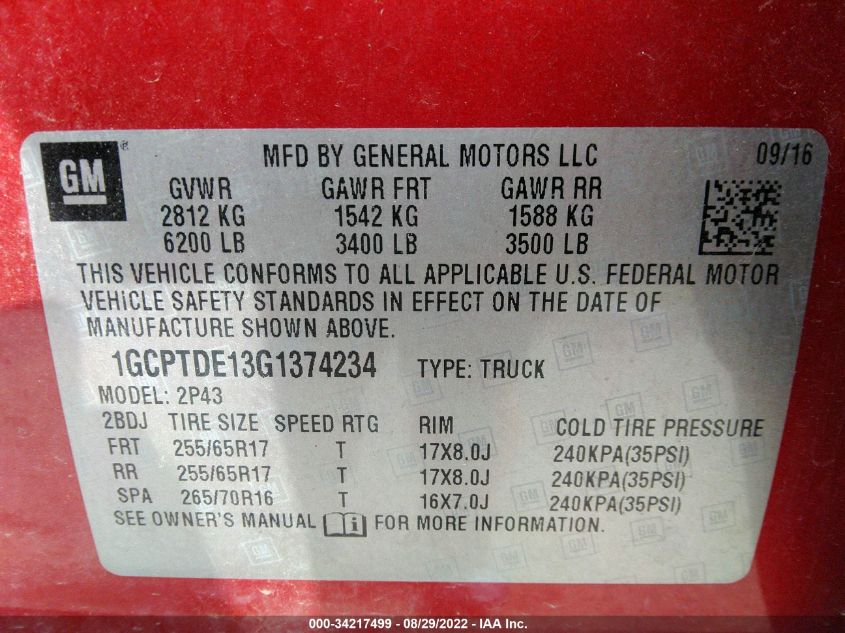 GM MFD BY GENERAL MOTORS LLC 09/16
GVWR GAWR FRT GAWR RR
2812 KG 1542 KG 1588 KG
6200 LB 3400 LB 3500 LB
THIS VEHICLE CONFORMS TO ALL APPLICABLE U.S. FEDERAL MOTOR
VEHICLE SAFETY STANDARDS IN EFFECT ON THE DATE OF
MANUFACTURE SHOWN ABOVE.
1GCPTDE13G1374234 TYPE: TRUCK
MODEL: 2P43
2BDJ TIRE SIZE SPEED RTG RIM COLD TIRE PRESSURE
FRT 255/65R17 T 17X8.0J 240KPA(35PSI)
RR 255/65R17 T 17X8.0J 240KPA(35PSI)
SPA 265/70R16 T 16X7.0J 240KPA(35PSI)
SEE OWNER'S MANUAL i FOR MORE INFORMATION.
000-34217499 - 08/29/2022 - IAA Inc.